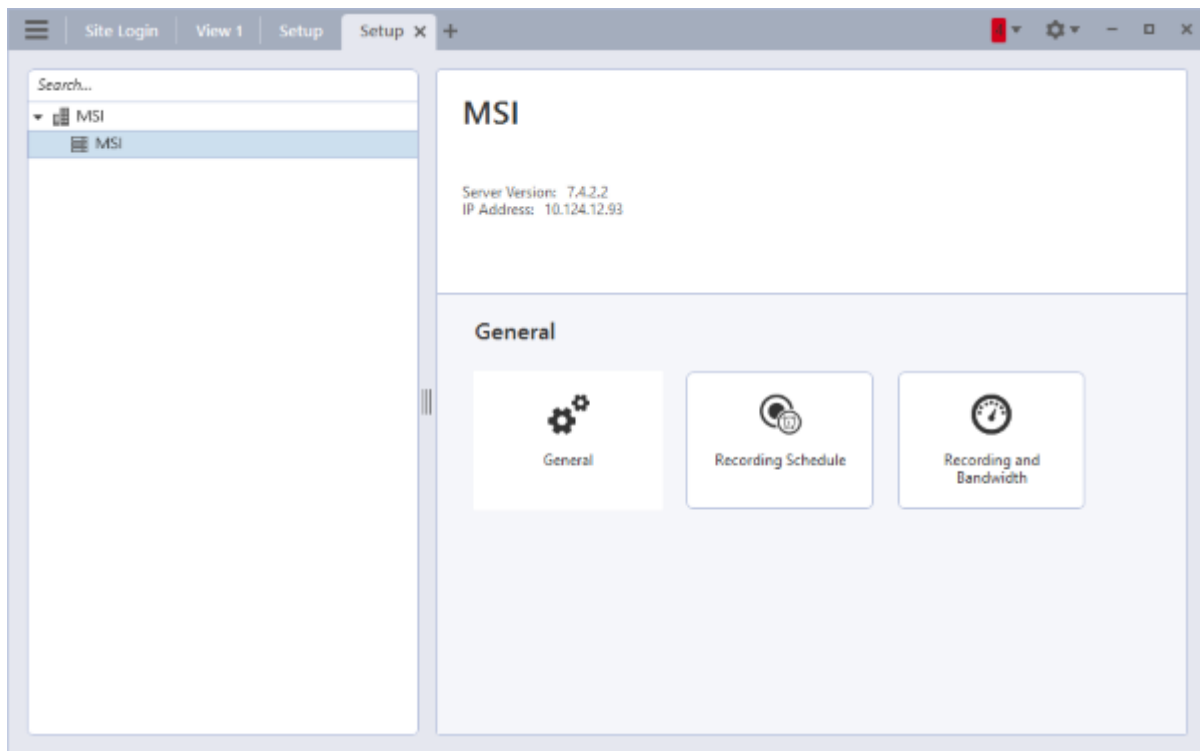 Site Login
View 1
Setup
Setup
Search...
MSI
MSI
MSI
Server Version: 7.4.2.2
IP Address: 10.124.12.93
General
General
Recording Schedule
Recording and
Bandwidth